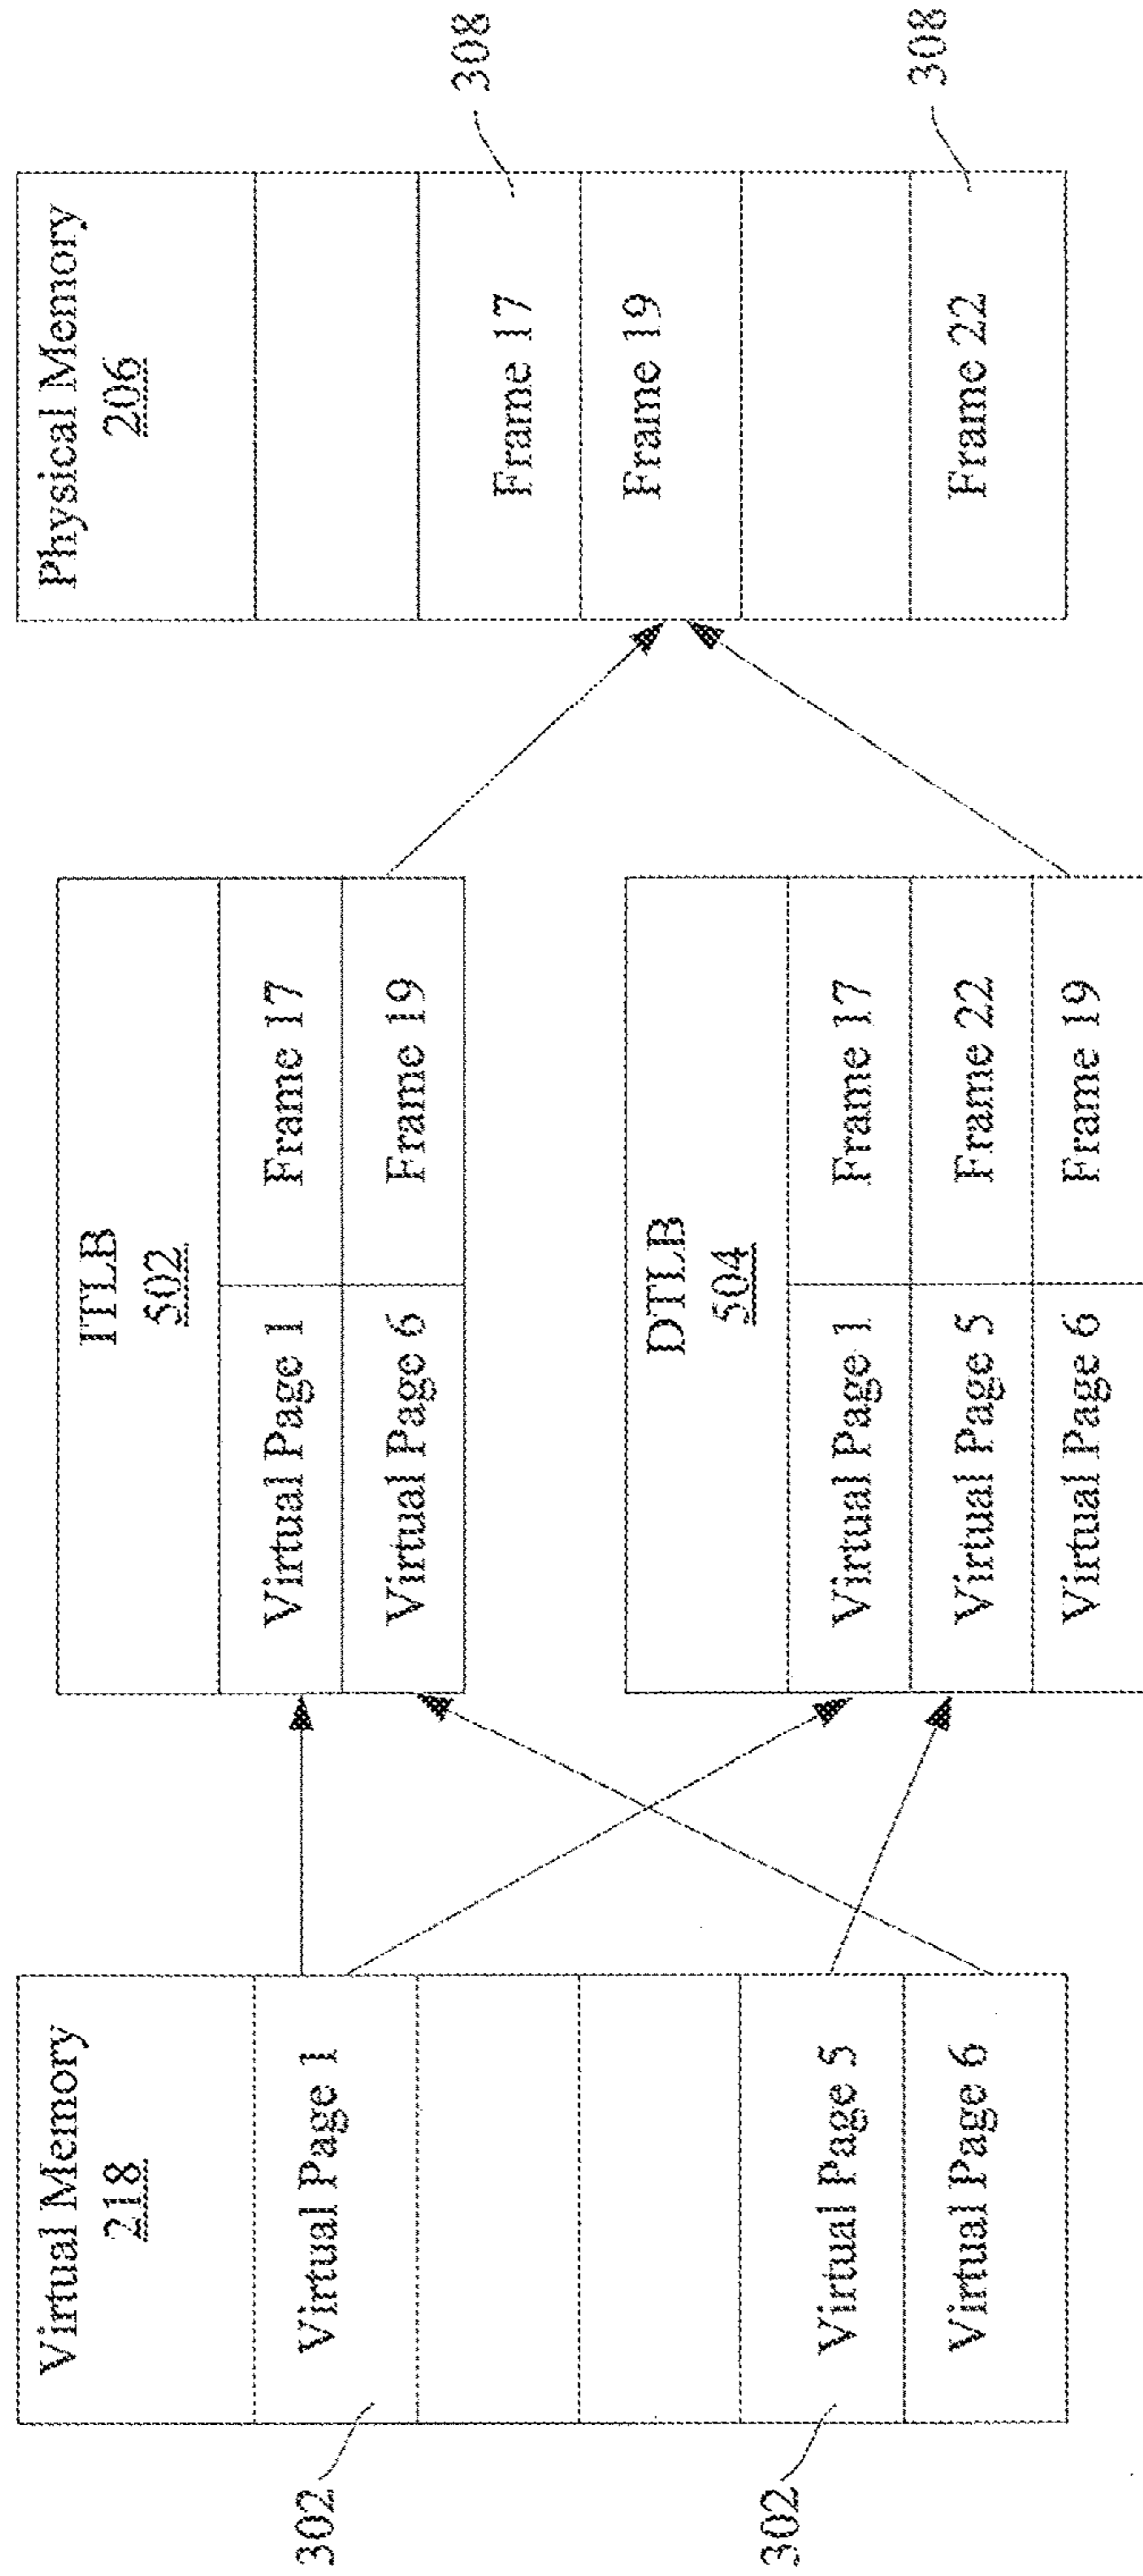 Virtual Memory
218
Virtual Page 1
Virtual Page 5
Virtual Page 6
302
302
ITLB
502
Virtual Page 1 Frame 17
Virtual Page 6 Frame 19
DTLB
504
Virtual Page 1 Frame 17
Virtual Page 5 Frame 22
Virtual Page 6 Frame 19
Physical Memory
206
Frame 17
Frame 19
Frame 22
308
308